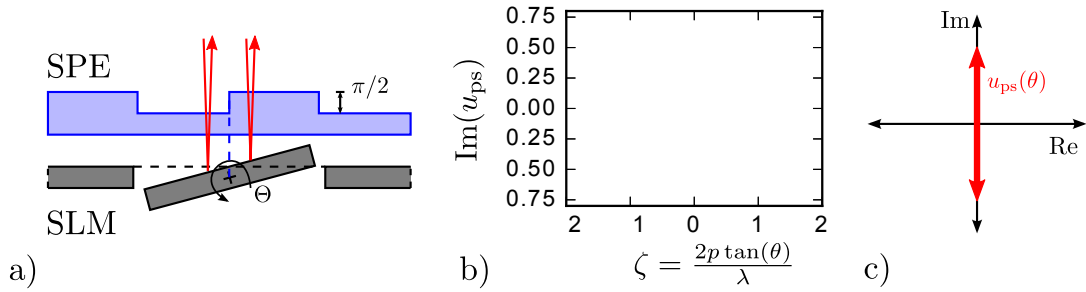 SPE
π/2
Θ
SLM
a)
Im(u_ps)
0.75
0.50
0.25
0.00
0.25
0.50
0.75
2 1 0 1 2
ζ = 2p tan(θ) / λ
b)
Im
u_ps(θ)
Re
c)